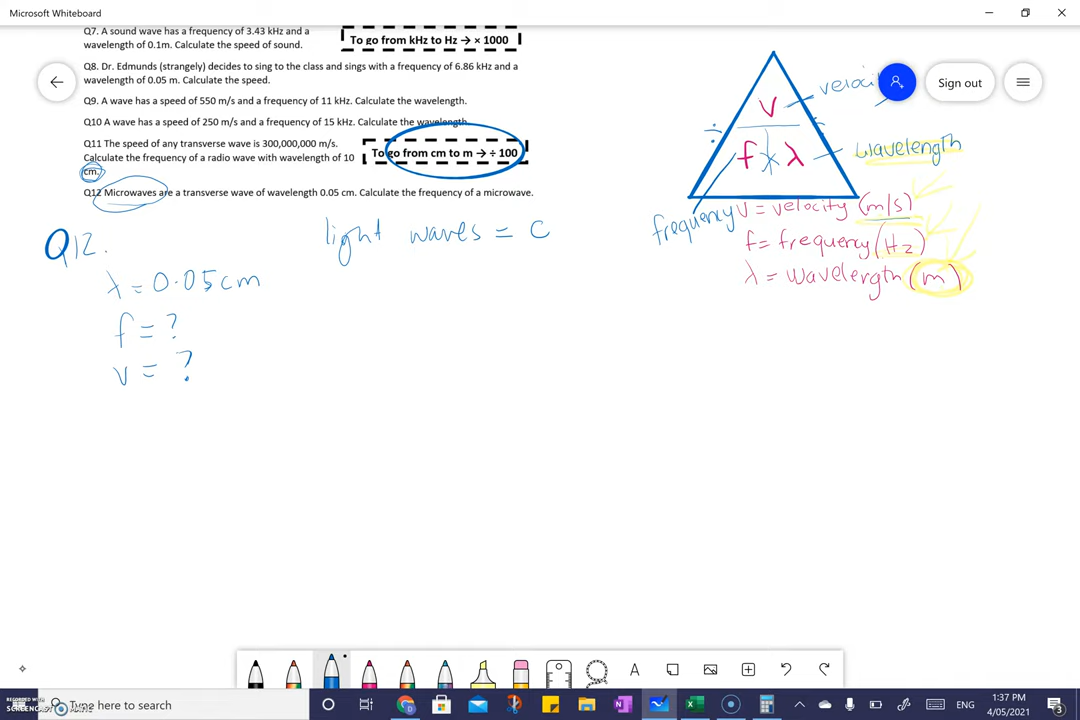 Microsoft Whiteboard
Q7. A sound wave has a frequency of 3.43 kHz and a
wavelength of 0.1m. Calculate the speed of sound.
To go from kHz to Hz → × 1000
Q8. Dr. Edmunds (strangely) decides to sing to the class and sings with a frequency of 6.86 kHz and a
wavelength of 0.05 m. Calculate the speed.
Q9. A wave has a speed of 550 m/s and a frequency of 11 kHz. Calculate the wavelength.
Q10 A wave has a speed of 250 m/s and a frequency of 15 kHz. Calculate the wavelength.
Q11 The speed of any transverse wave is 300,000,000 m/s.
Calculate the frequency of a radio wave with wavelength of 10
cm.
To go from cm to m → ÷ 100
Q12 Microwaves are a transverse wave of wavelength 0.05 cm. Calculate the frequency of a microwave.
Sign out
v
÷ ÷
f × λ
wavelength
frequency
v = velocity (m/s)
f = frequency (Hz)
λ = wavelength (m)
Q12.
light waves = c
λ = 0.05cm
f = ?
v = ?
A
Type here to search
ENG
1:37 PM
4/05/2021
3